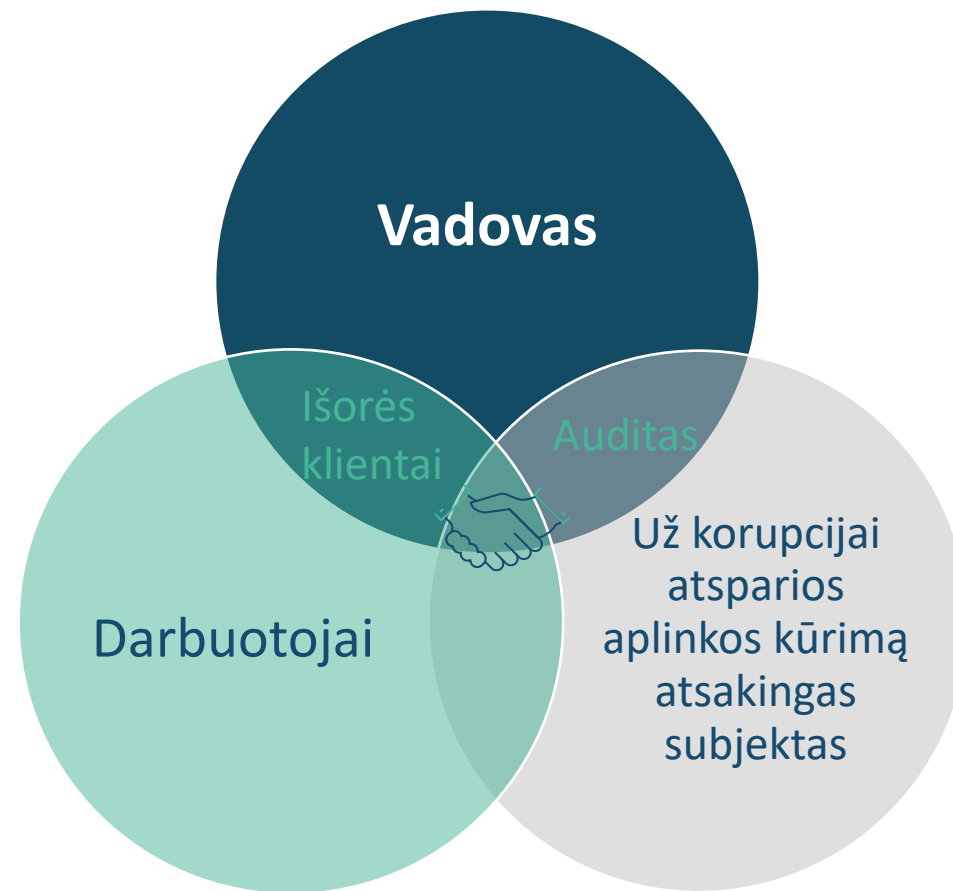 Vadovas
Išorės
klientai
Auditas
Darbuotojai
Už korupcijai
atsparios
aplinkos kūrimą
atsakingas
subjektas